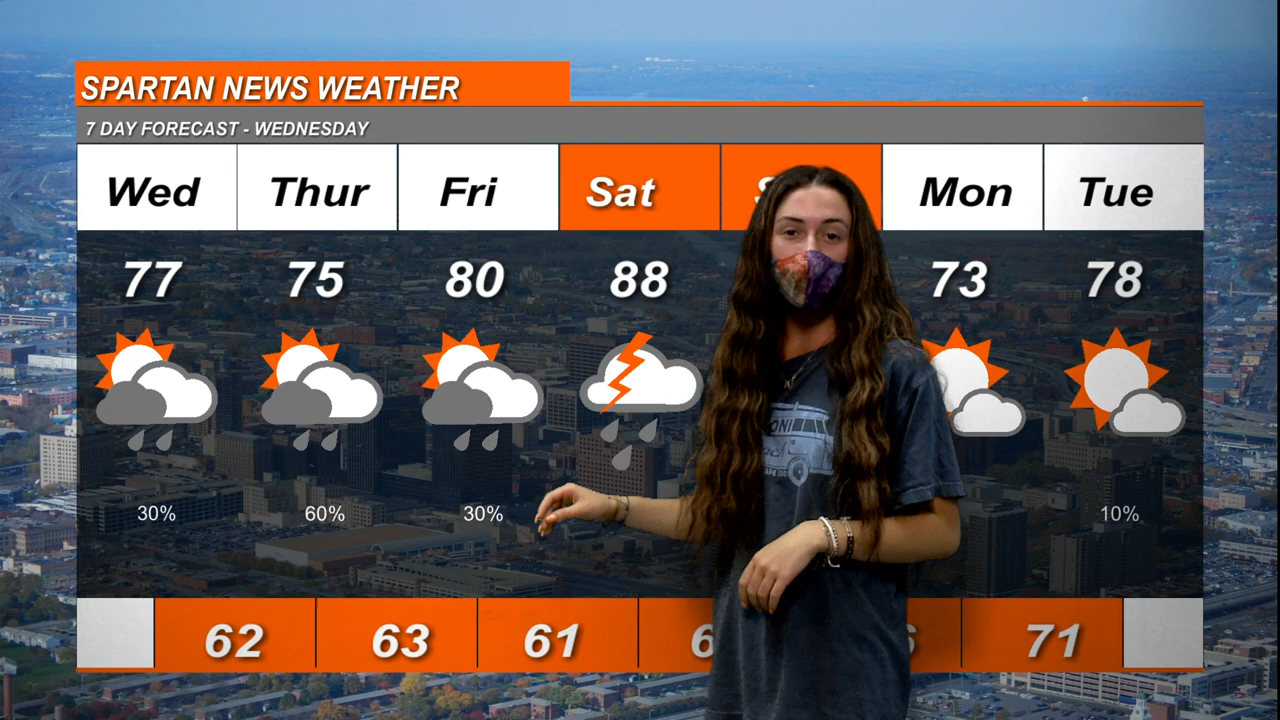 SPARTAN NEWS WEATHER
7 DAY FORECAST - WEDNESDAY
Wed Thur Fri Sat Mon Tue
77 75 80 88 73 78
30% 60% 30% 10%
62 63 61 71